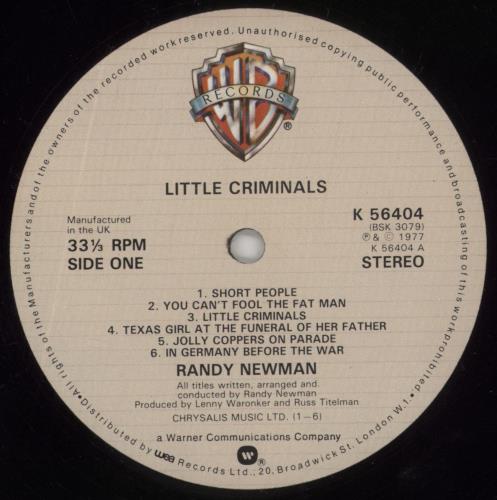 All rights of the Manufacturers and of the owners of the recorded work reserved. Unauthorised copying public performance and broadcasting of this work prohibited.
WB
RECORDS
®
LITTLE CRIMINALS
Manufactured
in the UK
33⅓ RPM
SIDE ONE
K 56404
(BSK 3079)
℗ & © 1977
K 56404 A
STEREO
1. SHORT PEOPLE
2. YOU CAN'T FOOL THE FAT MAN
3. LITTLE CRIMINALS
4. TEXAS GIRL AT THE FUNERAL OF HER FATHER
5. JOLLY COPPERS ON PARADE
6. IN GERMANY BEFORE THE WAR
RANDY NEWMAN
All titles written, arranged and
conducted by Randy Newman
Produced by Lenny Waronker and Russ Titelman
CHRYSALIS MUSIC LTD. (1–6)
a Warner Communications Company
®
•Distributed by wea Records Ltd., 20, Broadwick St. London W1.•